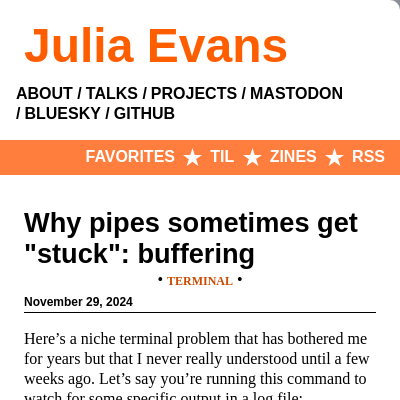 Julia Evans
ABOUT / TALKS / PROJECTS / MASTODON
/ BLUESKY / GITHUB
FAVORITES ★ TIL ★ ZINES ★ RSS
Why pipes sometimes get
"stuck": buffering
• TERMINAL •
November 29, 2024
Here’s a niche terminal problem that has bothered me
for years but that I never really understood until a few
weeks ago. Let’s say you’re running this command to
watch for some specific output in a log file: